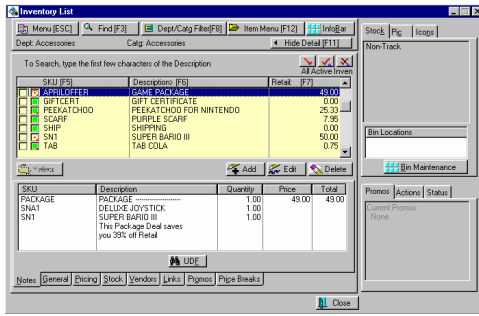 Inventory List
Menu [ESC] Find [F3] Dept/Catg Filter[F8] Item Menu [F12] InfoBar
Dept: Accessories Catg: Accessories Hide Detail [F11]
To Search, type the first few characters of the Description
All Active Inven
SKU [F5] Description> [F6] Retail: [F7]
APRILOFFER GAME PACKAGE 49.00
GIFTCERT GIFT CERTIFICATE 0.00
PEEKATCHOO PEEKATCHOO FOR NINTENDO 25.33
SCARF PURPLE SCARF 7.95
SHIP SHIPPING 0.00
SN1 SUPER BARIO III 50.00
TAB TAB COLA 0.75
Select Add Edit Delete
SKU Description Quantity Price Total
PACKAGE PACKAGE -------------------- 1.00 49.00 49.00
SNA1 DELUXE JOYSTICK 1.00
SN1 SUPER BARIO III 1.00
This Package Deal saves
you 39% off Retail
UDF
Notes General Pricing Stock Vendors Links Promos Price Breaks
Close
Stock Pic Icons
Non-Track
Bin Locations
Bin Maintenance
Promos Actions Status
Current Promos:
None